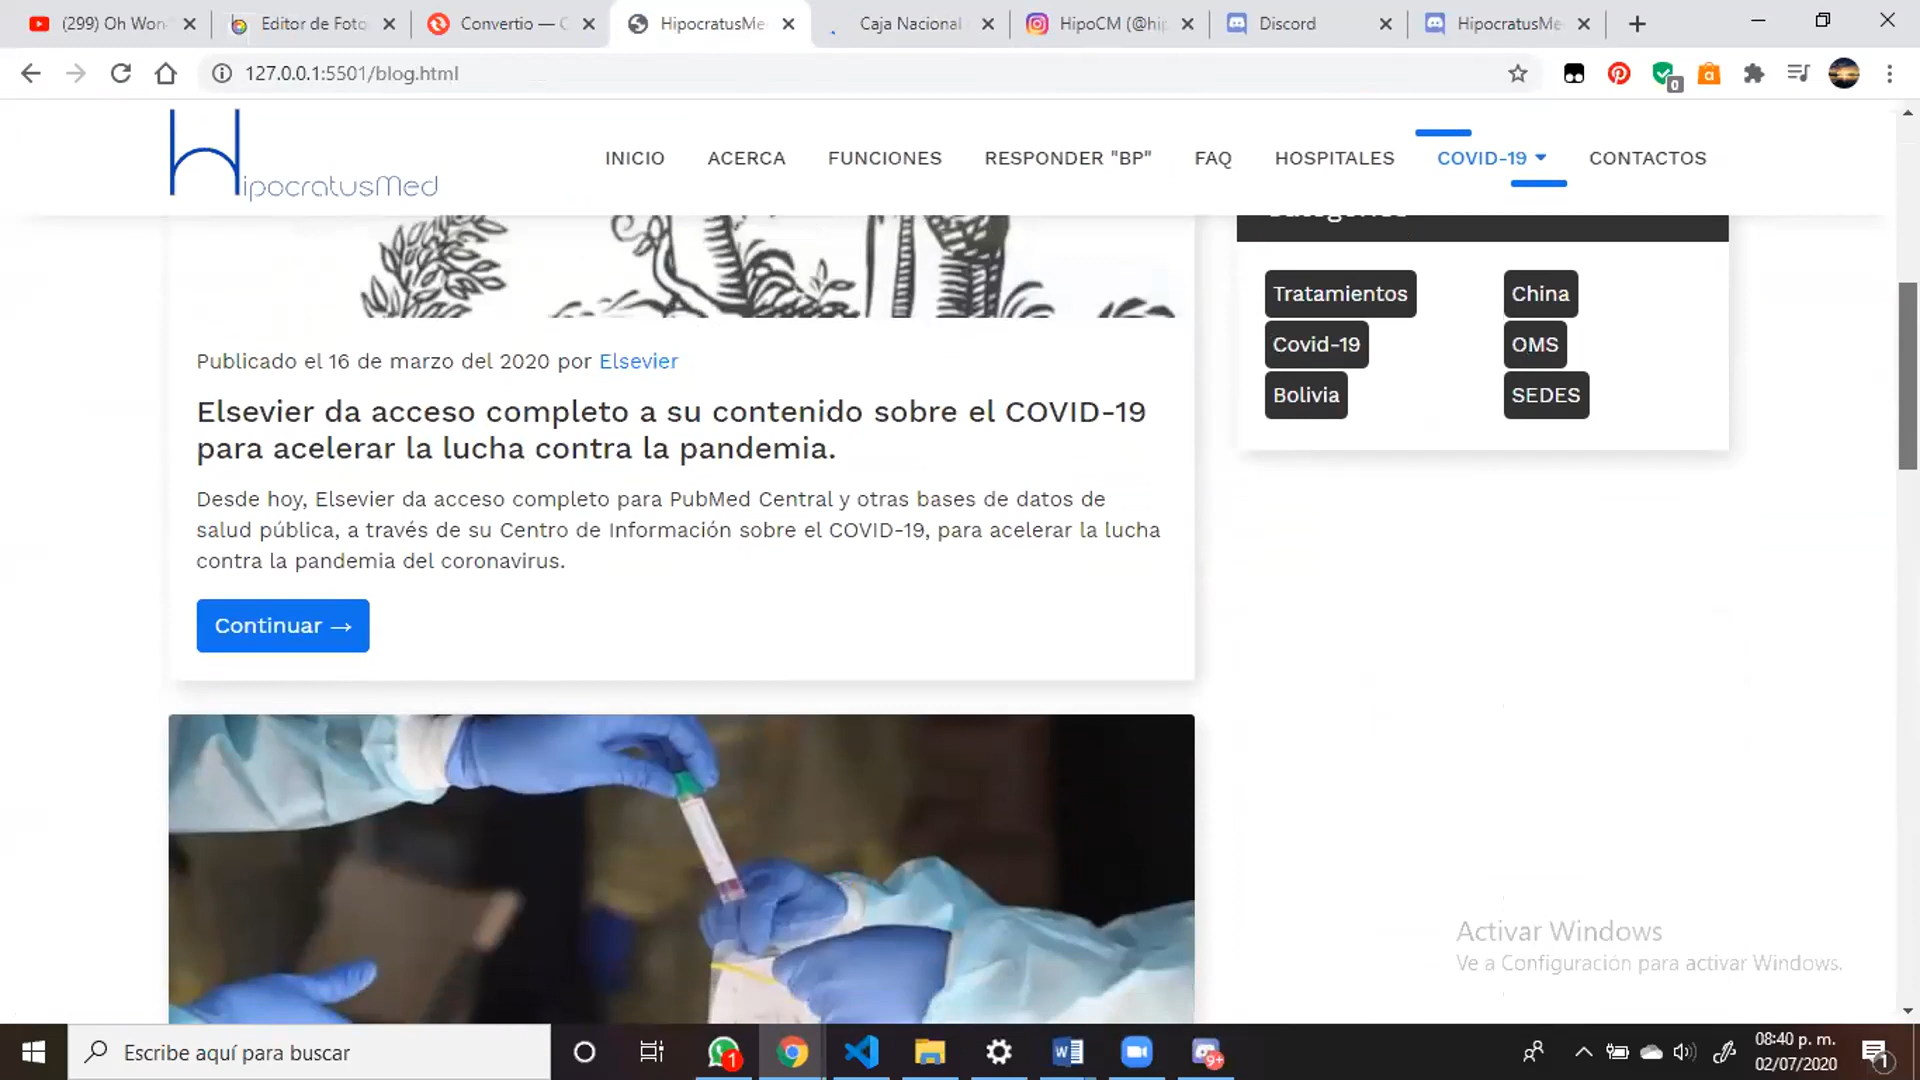 (299) Oh Won
Editor de Foto
Convertio — C
HipocratusMe
Caja Nacional
HipoCM (@hip
Discord
HipocratusMe
127.0.0.1:5501/blog.html
0
HipocratusMed
INICIO
ACERCA
FUNCIONES
RESPONDER "BP"
FAQ
HOSPITALES
COVID-19
CONTACTOS
Publicado el 16 de marzo del 2020 por Elsevier
Elsevier da acceso completo a su contenido sobre el COVID-19
para acelerar la lucha contra la pandemia.
Desde hoy, Elsevier da acceso completo para PubMed Central y otras bases de datos de
salud pública, a través de su Centro de Información sobre el COVID-19, para acelerar la lucha
contra la pandemia del coronavirus.
Continuar →
Tratamientos
China
Covid-19
OMS
Bolivia
SEDES
Activar Windows
Ve a Configuración para activar Windows.
Escribe aquí para buscar
1
9+
08:40 p. m.
02/07/2020
1